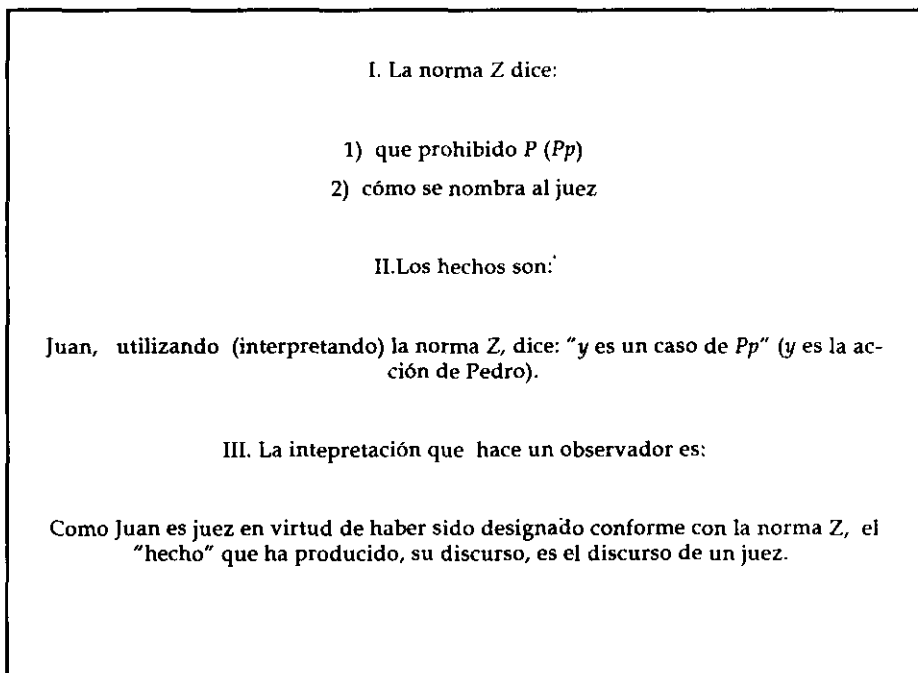 I. La norma Z dice:
1) que prohibido P (Pp)
2) cómo se nombra al juez
II.Los hechos son:
Juan, utilizando (interpretando) la norma Z, dice: "y es un caso de Pp" (y es la ac-
ción de Pedro).
III. La intepretación que hace un observador es:
Como Juan es juez en virtud de haber sido designado conforme con la norma Z, el
"hecho" que ha producido, su discurso, es el discurso de un juez.